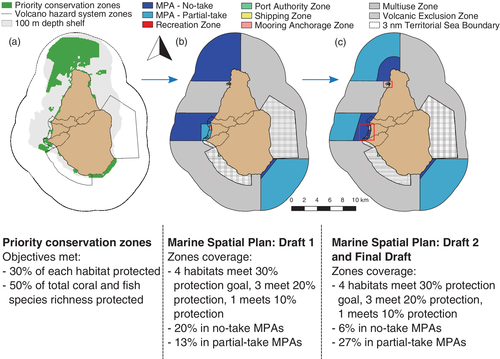 Priority conservation zones
Volcano hazard system zones
100 m depth shelf
MPA - No-take
MPA - Partial-take
Recreation Zone
Port Authority Zone
Shipping Zone
Mooring Anchorage Zone
Multiuse Zone
Volcanic Exclusion Zone
3 nm Territorial Sea Boundary
(a)
(b)
(c)
0 2 4 6 8 10 km
Priority conservation zones
Objectives met:
- 30% of each habitat protected
- 50% of total coral and fish
species richness protected
Marine Spatial Plan: Draft 1
Zones coverage:
- 4 habitats meet 30%
protection goal, 3 meet 20%
protection, 1 meets 10%
protection
- 20% in no-take MPAs
- 13% in partial-take MPAs
Marine Spatial Plan: Draft 2
and Final Draft
Zones coverage:
- 4 habitats meet 30% protection
goal, 3 meet 20% protection,
1 meets 10% protection
- 6% in no-take MPAs
- 27% in partial-take MPAs